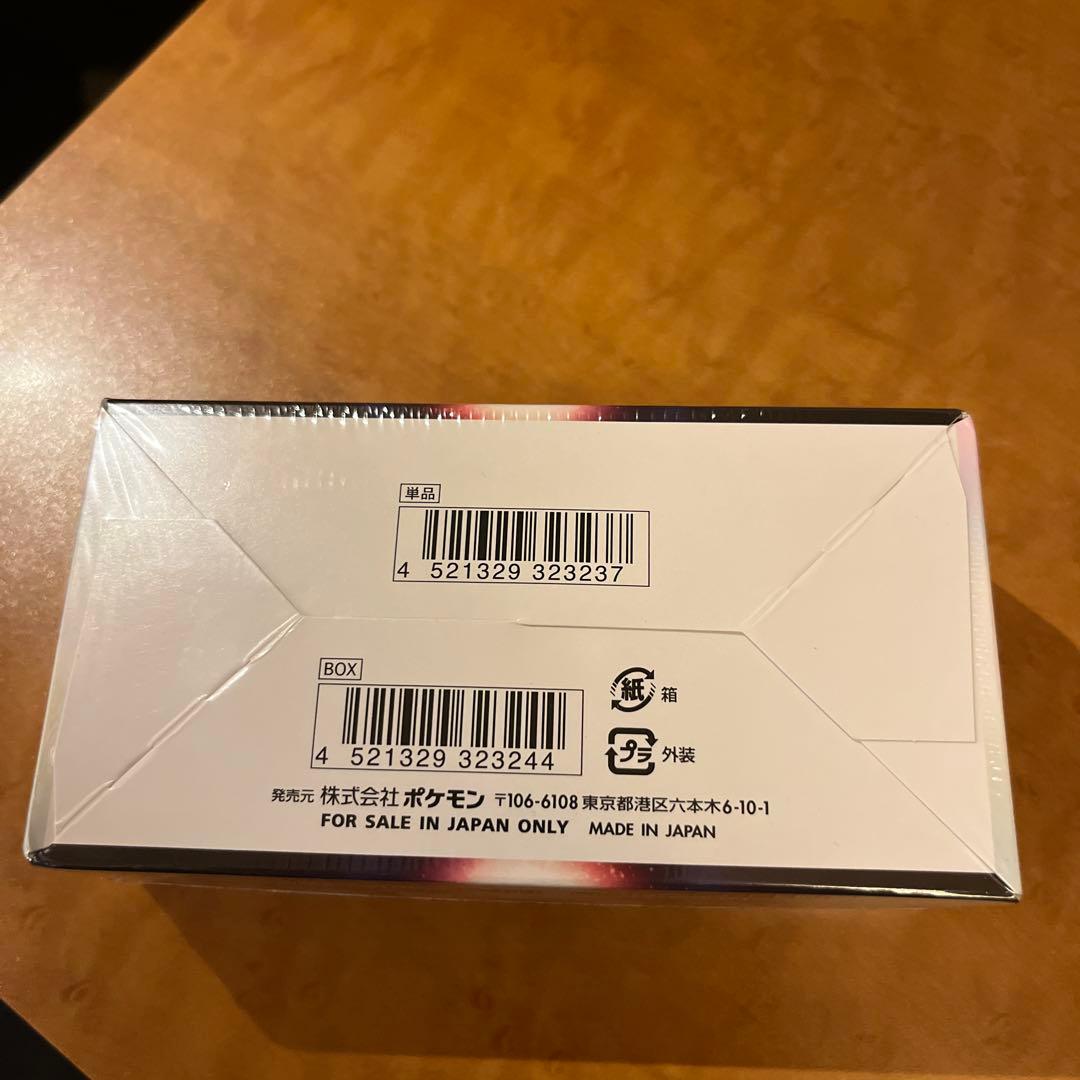 単品
4 521329 323237
BOX
4 521329 323244
紙 箱
プラ 外装
発売元 株式会社 ポケモン 〒106-6108 東京都港区六本木6-10-1
FOR SALE IN JAPAN ONLY MADE IN JAPAN